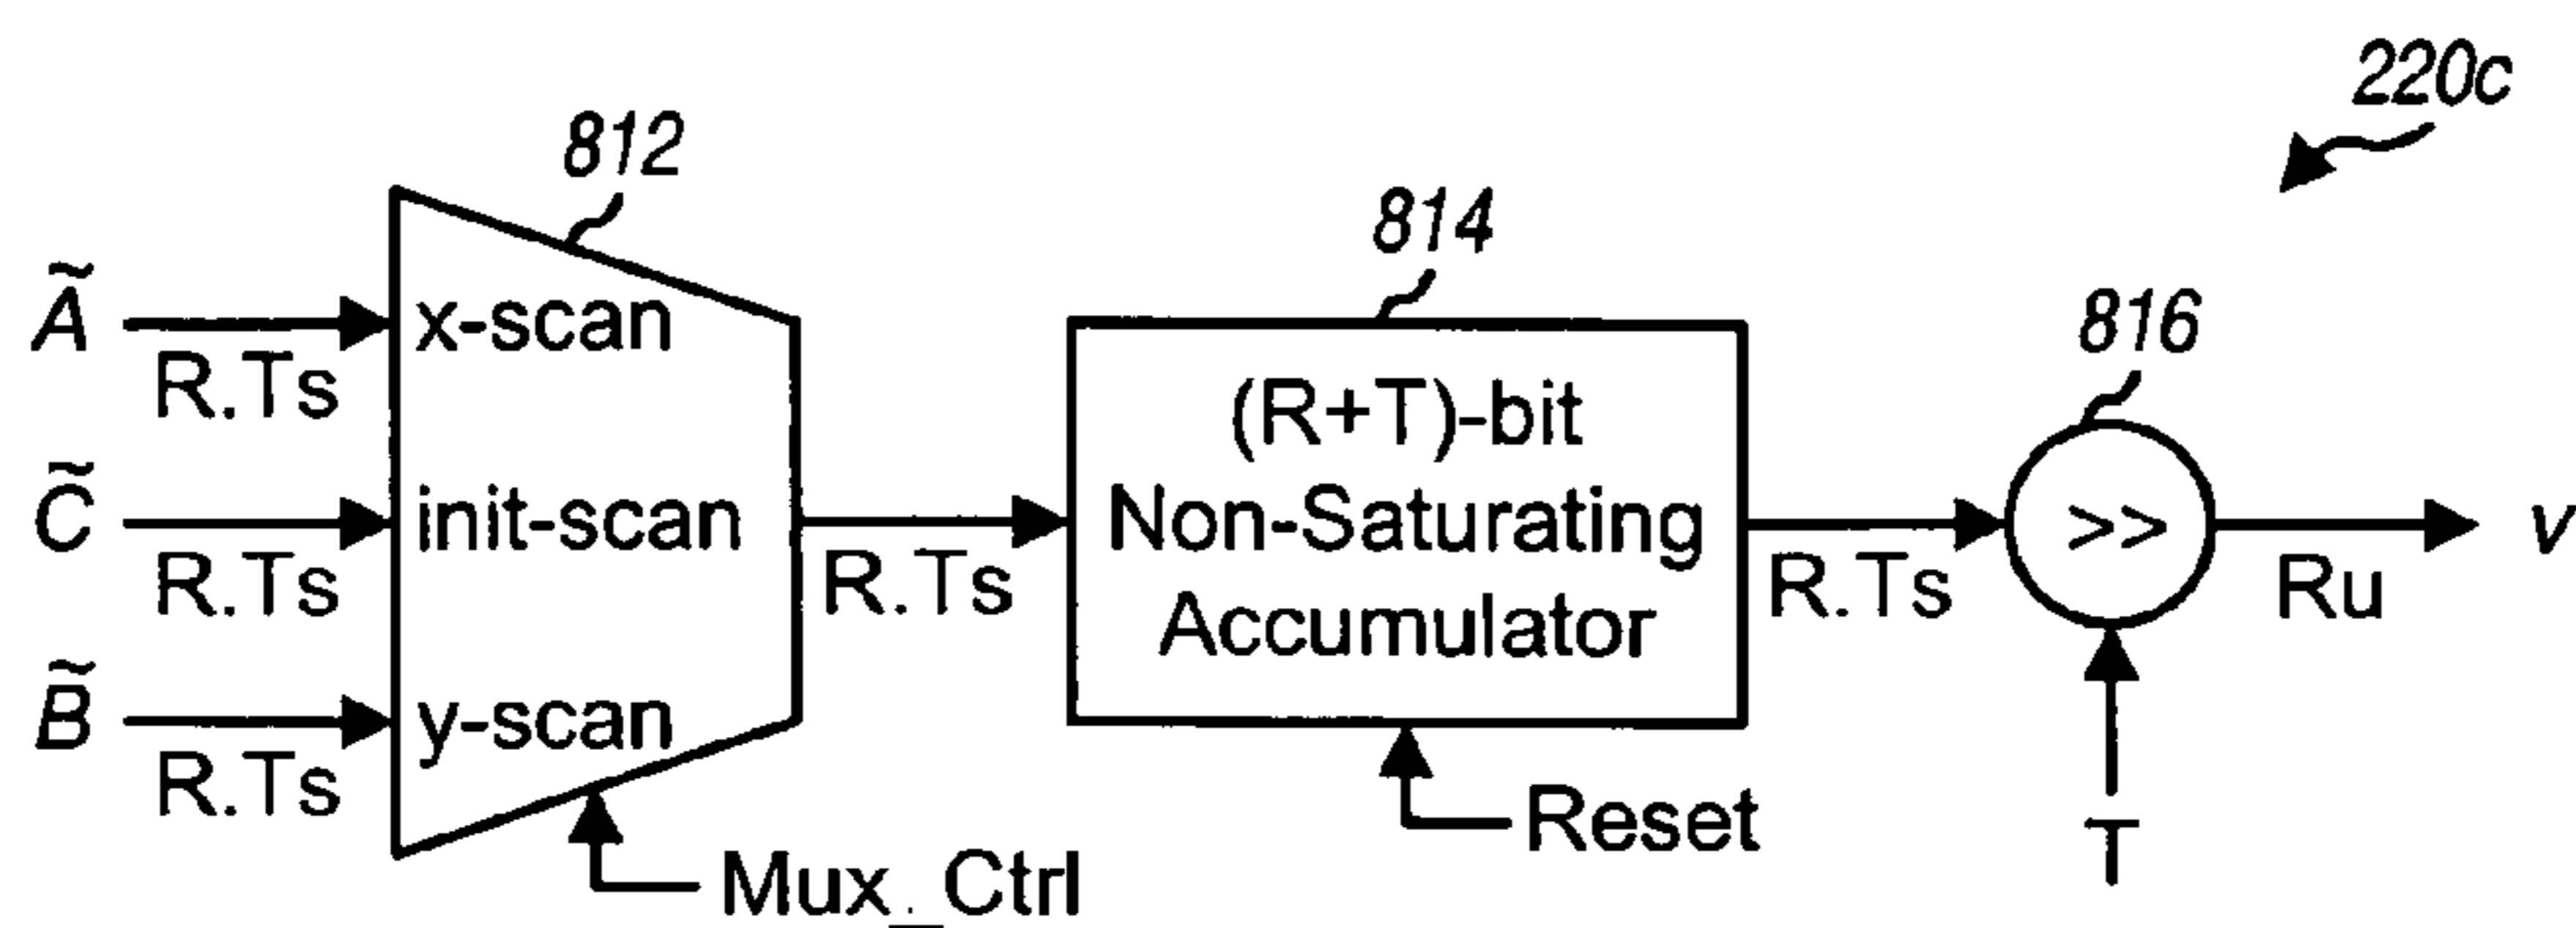 220c
812
814
816
Ã
R.Ts
x-scan
C̃
R.Ts
init-scan
B̃
R.Ts
y-scan
Mux_Ctrl
R.Ts
(R+T)-bit
Non-Saturating
Accumulator
Reset
R.Ts
>>
T
Ru
v